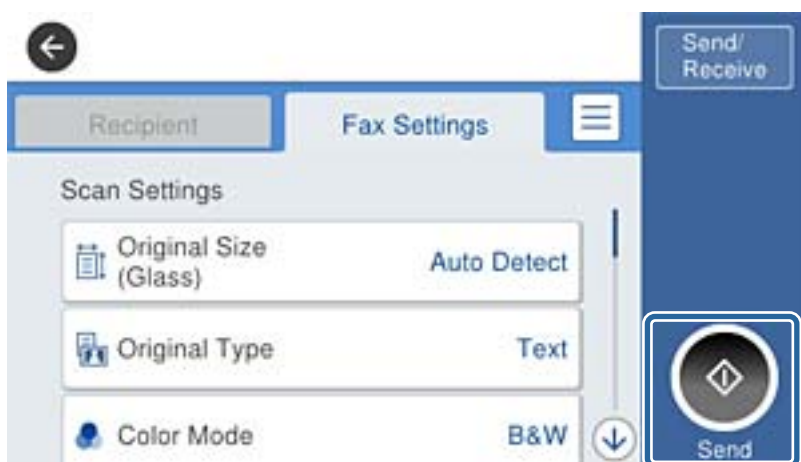 Send/
Receive
Recipient
Fax Settings
Scan Settings
Original Size
(Glass)
Auto Detect
Original Type
Text
Color Mode
B&W
Send